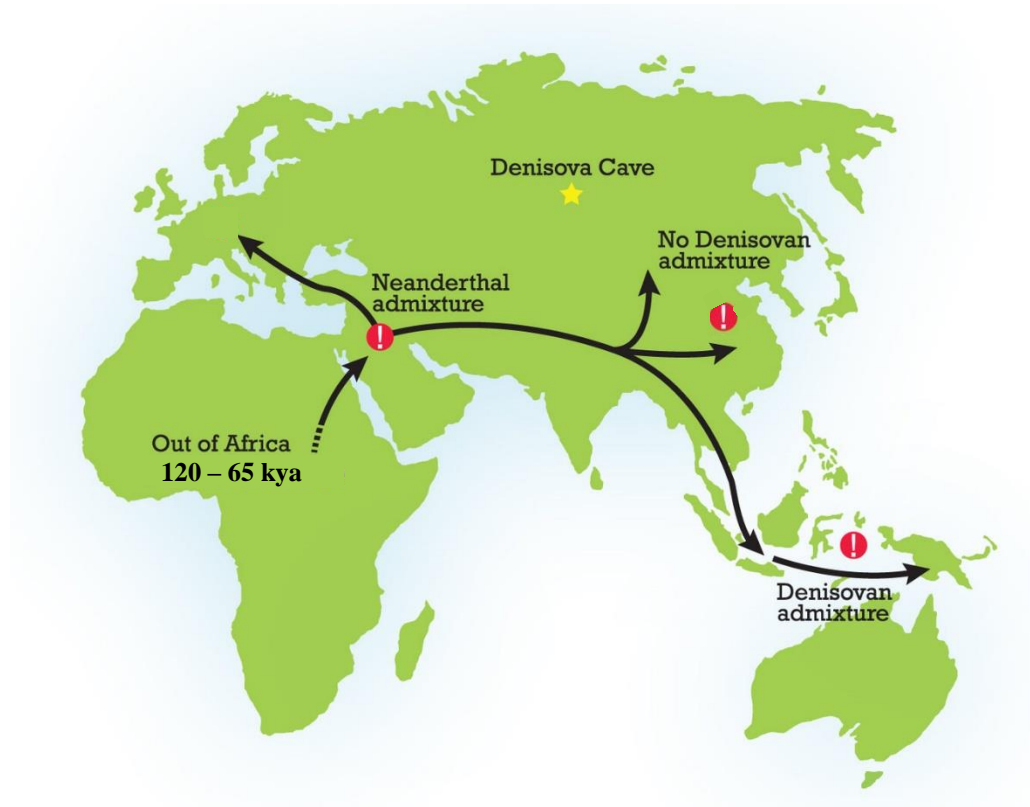 Denisova Cave
No Denisovan
admixture
Neanderthal
admixture
!
!
Out of Africa
120 – 65 kya
!
Denisovan
admixture